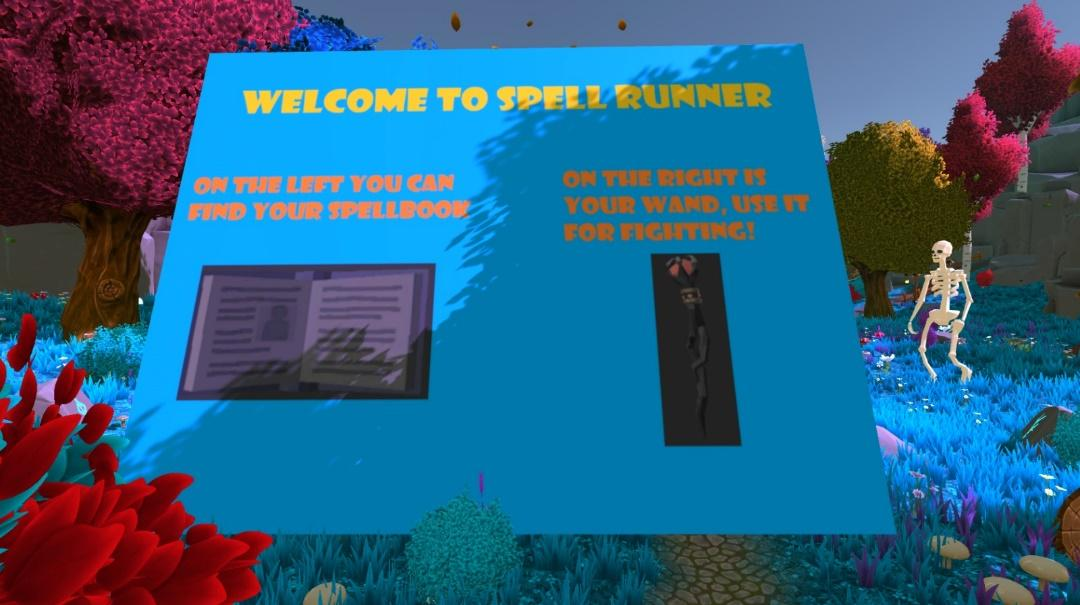 WELCOME TO SPELL RUNNER
ON THE LEFT YOU CAN
FIND YOUR SPELLBOOK
ON THE RIGHT IS
YOUR WAND, USE IT
FOR FIGHTING!